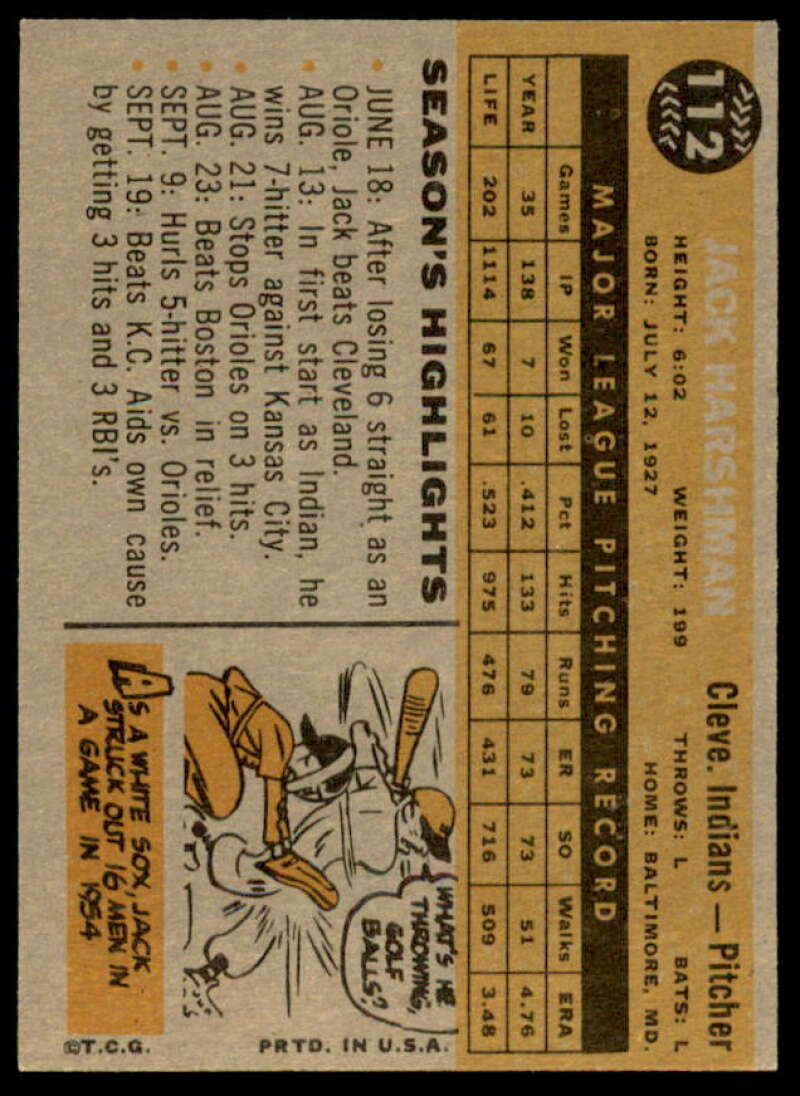 112
JACK HARSHMAN Cleve. Indians — Pitcher
HEIGHT: 6:02 WEIGHT: 199 THROWS: L BATS: L
BORN: JULY 12, 1927 HOME: BALTIMORE, MD.
MAJOR LEAGUE PITCHING RECORD
Games IP Won Lost Pct Hits Runs ER SO Walks ERA
YEAR 35 138 7 10 .412 133 79 73 73 51 4.76
LIFE 202 1114 67 61 .523 975 476 431 716 509 3.48
SEASON'S HIGHLIGHTS
• JUNE 18: After losing 6 straight as an
Oriole, Jack beats Cleveland.
• AUG. 13: In first start as Indian, he
wins 7-hitter against Kansas City.
• AUG. 21: Stops Orioles on 3 hits.
• AUG. 23: Beats Boston in relief.
• SEPT. 9: Hurls 5-hitter vs. Orioles.
• SEPT. 19: Beats K.C. Aids own cause
by getting 3 hits and 3 RBI's.
WHAT'S HE
THROWING,
GOLF
BALLS?
AS A WHITE SOX, JACK
STRUCK OUT 16 MEN IN
A GAME IN 1954
©T.C.G. PRTD. IN U.S.A.